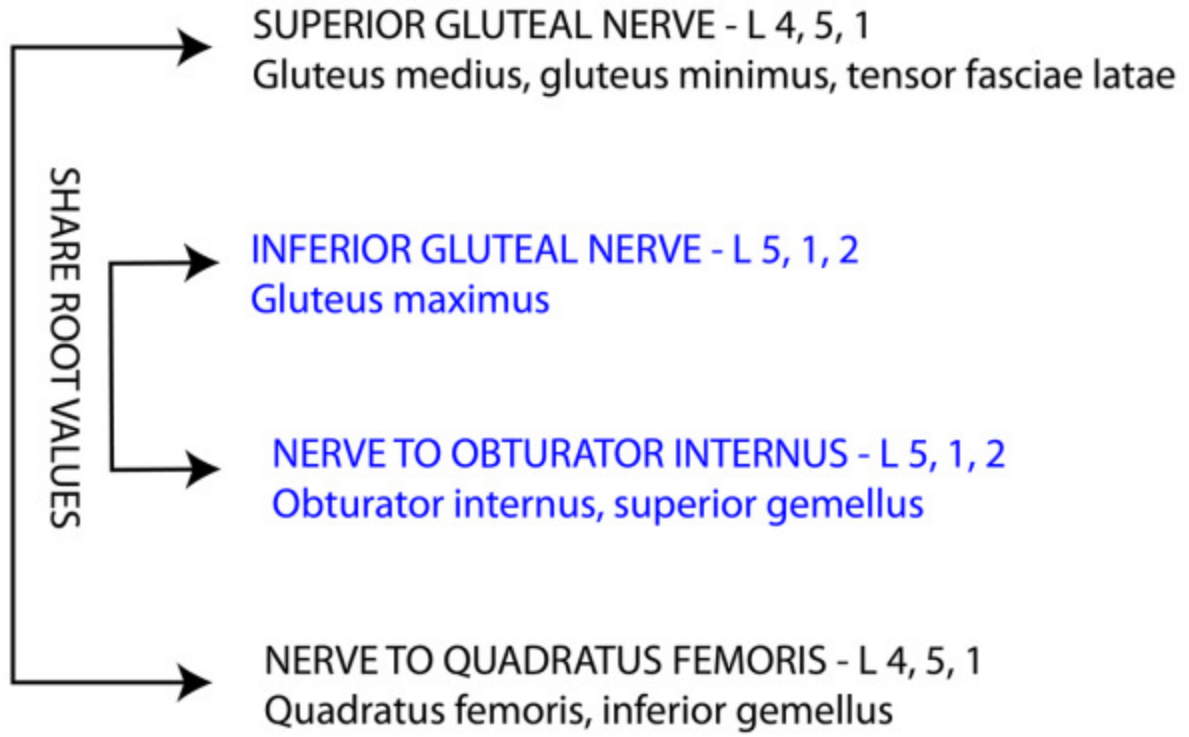 SUPERIOR GLUTEAL NERVE - L 4, 5, 1
Gluteus medius, gluteus minimus, tensor fasciae latae
SHARE ROOT VALUES
INFERIOR GLUTEAL NERVE - L 5, 1, 2
Gluteus maximus
NERVE TO OBTURATOR INTERNUS - L 5, 1, 2
Obturator internus, superior gemellus
NERVE TO QUADRATUS FEMORIS - L 4, 5, 1
Quadratus femoris, inferior gemellus